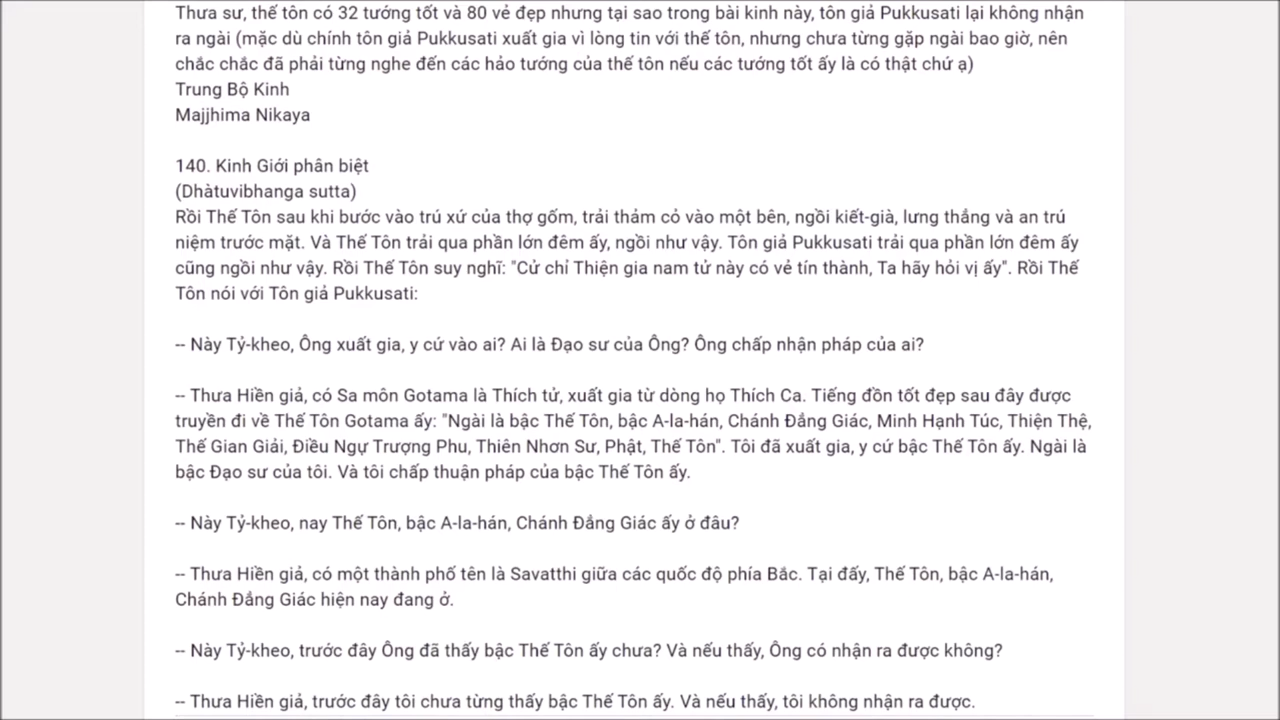 Thưa sư, thế tôn có 32 tướng tốt và 80 vẻ đẹp nhưng tại sao trong bài kinh này, tôn giả Pukkusati lại không nhận
ra ngài (mặc dù chính tôn giả Pukkusati xuất gia vì lòng tin với thế tôn, nhưng chưa từng gặp ngài bao giờ, nên
chắc chắc đã phải từng nghe đến các hảo tướng của thế tôn nếu các tướng tốt ấy là có thật chứ ạ)
Trung Bộ Kinh
Majjhima Nikaya
140. Kinh Giới phân biệt
(Dhàtuvibhanga sutta)
Rồi Thế Tôn sau khi bước vào trú xứ của thợ gốm, trải thảm cỏ vào một bên, ngồi kiết-già, lưng thẳng và an trú
niệm trước mặt. Và Thế Tôn trải qua phần lớn đêm ấy, ngồi như vậy. Tôn giả Pukkusati trải qua phần lớn đêm ấy
cũng ngồi như vậy. Rồi Thế Tôn suy nghĩ: "Cử chỉ Thiện gia nam tử này có vẻ tín thành, Ta hãy hỏi vị ấy". Rồi Thế
Tôn nói với Tôn giả Pukkusati:
-- Này Tỷ-kheo, Ông xuất gia, y cứ vào ai? Ai là Đạo sư của Ông? Ông chấp nhận pháp của ai?
-- Thưa Hiền giả, có Sa môn Gotama là Thích tử, xuất gia từ dòng họ Thích Ca. Tiếng đồn tốt đẹp sau đây được
truyền đi về Thế Tôn Gotama ấy: "Ngài là bậc Thế Tôn, bậc A-la-hán, Chánh Đẳng Giác, Minh Hạnh Túc, Thiện Thệ,
Thế Gian Giải, Điều Ngự Trượng Phu, Thiên Nhơn Sư, Phật, Thế Tôn". Tôi đã xuất gia, y cứ bậc Thế Tôn ấy. Ngài là
bậc Đạo sư của tôi. Và tôi chấp thuận pháp của bậc Thế Tôn ấy.
-- Này Tỷ-kheo, nay Thế Tôn, bậc A-la-hán, Chánh Đẳng Giác ấy ở đâu?
-- Thưa Hiền giả, có một thành phố tên là Savatthi giữa các quốc độ phía Bắc. Tại đấy, Thế Tôn, bậc A-la-hán,
Chánh Đẳng Giác hiện nay đang ở.
-- Này Tỷ-kheo, trước đây Ông đã thấy bậc Thế Tôn ấy chưa? Và nếu thấy, Ông có nhận ra được không?
-- Thưa Hiền giả, trước đây tôi chưa từng thấy bậc Thế Tôn ấy. Và nếu thấy, tôi không nhận ra được.